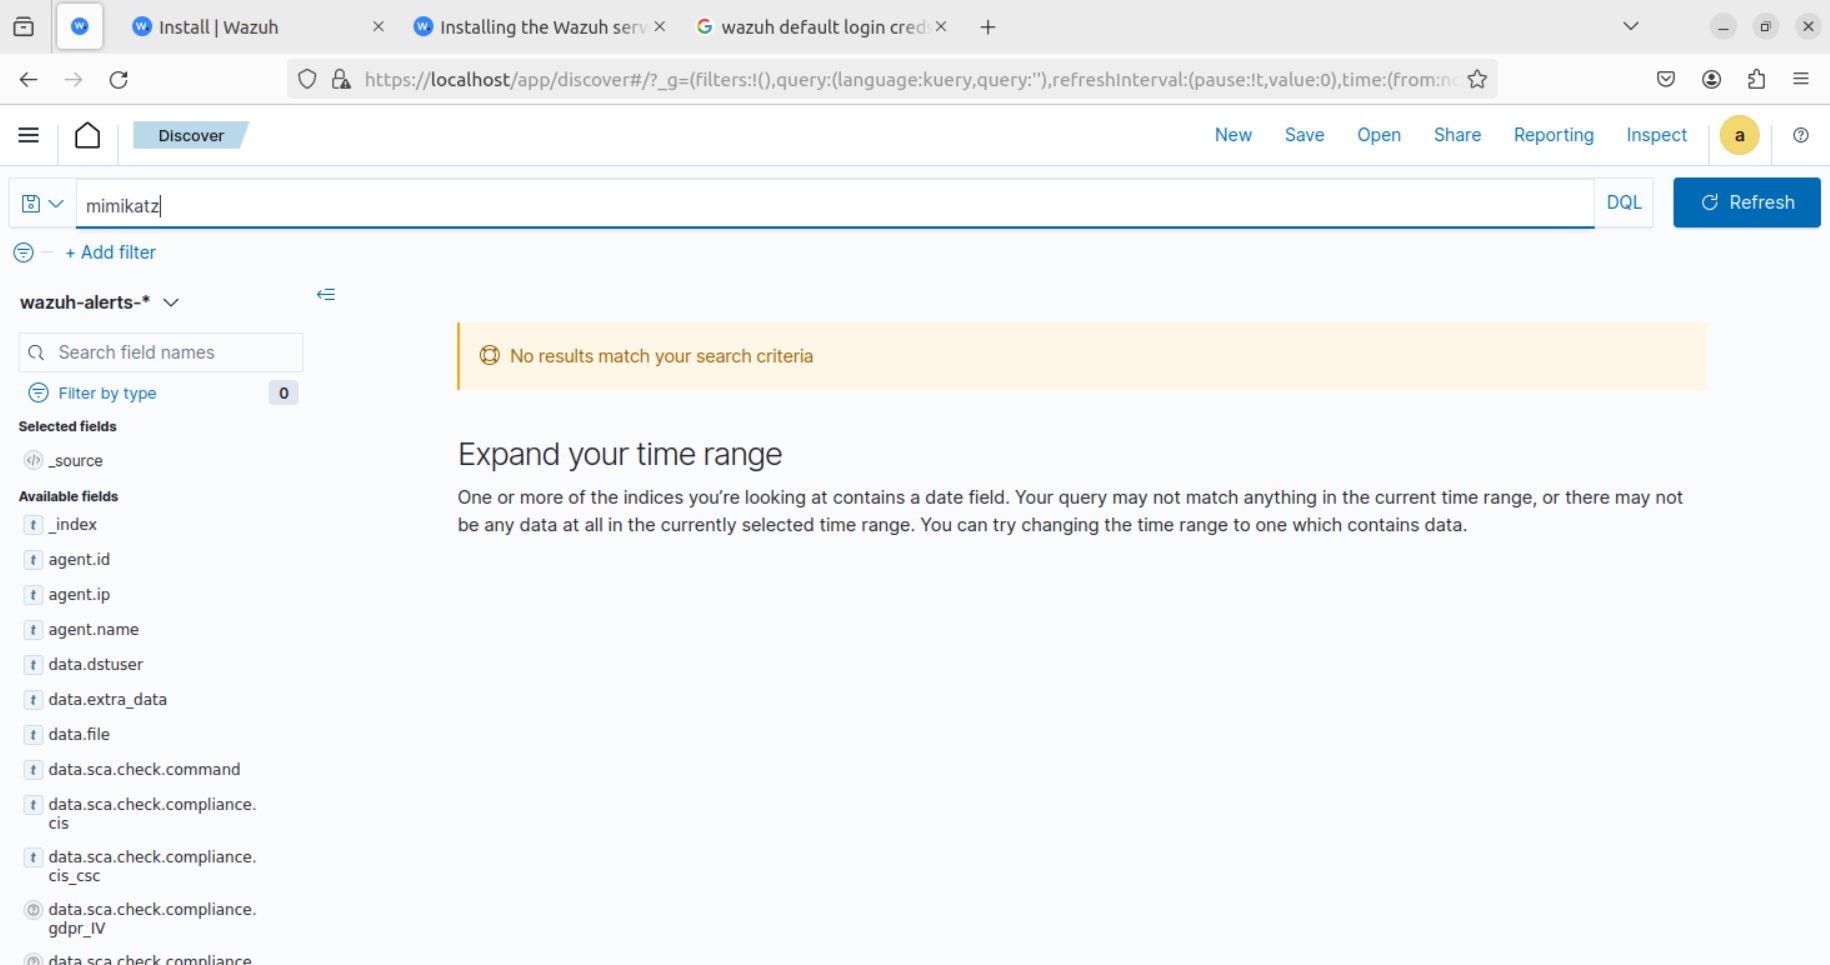 Install | Wazuh
Installing the Wazuh serv
wazuh default login creds
https://localhost/app/discover#/?_g=(filters:!(),query:(language:kuery,query:''),refreshInterval:(pause:!t,value:0),time:(from:no
Discover
New Save Open Share Reporting Inspect a
mimikatz
DQL
Refresh
+ Add filter
wazuh-alerts-*
Search field names
Filter by type 0
Selected fields
_source
Available fields
t _index
t agent.id
t agent.ip
t agent.name
t data.dstuser
t data.extra_data
t data.file
t data.sca.check.command
t data.sca.check.compliance.
cis
t data.sca.check.compliance.
cis_csc
data.sca.check.compliance.
gdpr_IV
data.sca.check.compliance.
No results match your search criteria
Expand your time range
One or more of the indices you're looking at contains a date field. Your query may not match anything in the current time range, or there may not
be any data at all in the currently selected time range. You can try changing the time range to one which contains data.